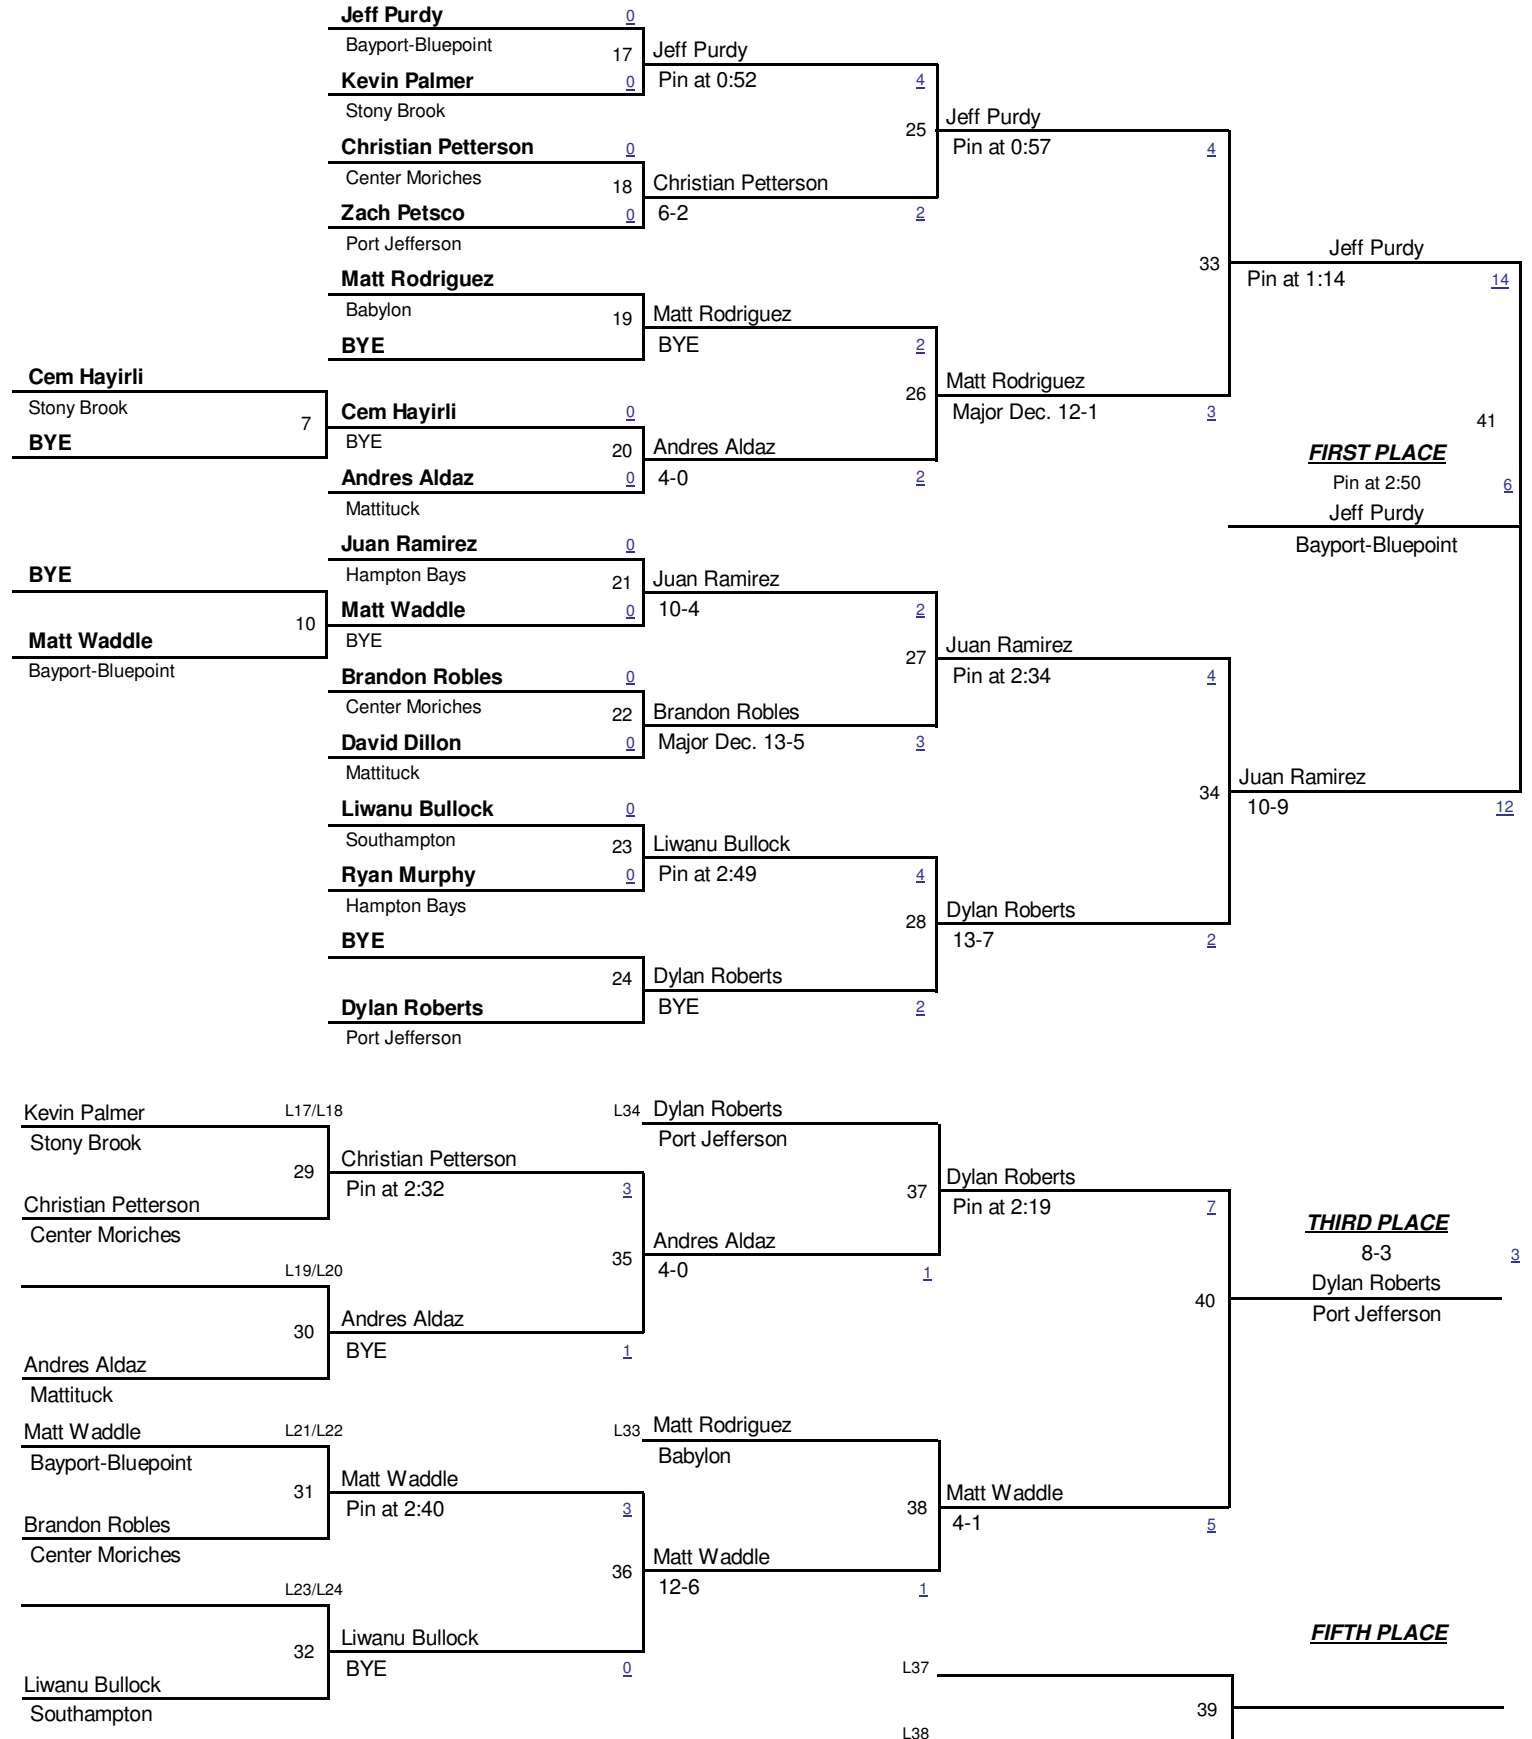 Jeff Purdy 0
Bayport-Bluepoint
17 Jeff Purdy
Kevin Palmer 0 Pin at 0:52 4
Stony Brook
25 Jeff Purdy
Christian Petterson 0 Pin at 0:57 4
Center Moriches
18 Christian Petterson
Zach Petsco 0 6-2 2
Port Jefferson
33 Jeff Purdy
Matt Rodriguez Pin at 1:14 14
Babylon
19 Matt Rodriguez
BYE BYE 2
Cem Hayirli
26 Matt Rodriguez
Stony Brook
7 Cem Hayirli 0 Major Dec. 12-1 3
41
BYE BYE
20 Andres Aldaz
FIRST PLACE
Andres Aldaz 0 4-0 2
Pin at 2:50 6
Mattituck
Jeff Purdy
Juan Ramirez 0
Bayport-Bluepoint
BYE Hampton Bays
21 Juan Ramirez
10 Matt Waddle 0 10-4 2
Matt Waddle BYE
27 Juan Ramirez
Bayport-Bluepoint
Brandon Robles 0 Pin at 2:34 4
Center Moriches
22 Brandon Robles
David Dillon 0 Major Dec. 13-5 3
Mattituck
34 Juan Ramirez
Liwanu Bullock 0 10-9 12
Southampton
23 Liwanu Bullock
Ryan Murphy 0 Pin at 2:49 4
Hampton Bays
28 Dylan Roberts
BYE 13-7 2
24 Dylan Roberts
Dylan Roberts BYE 2
Port Jefferson
Kevin Palmer L17/L18 L34 Dylan Roberts
Stony Brook Port Jefferson
29 Christian Petterson
Pin at 2:32 3
37 Dylan Roberts
Christian Petterson Pin at 2:19 7
Center Moriches
THIRD PLACE
35 Andres Aldaz
8-3 3
L19/L20 4-0 1
Dylan Roberts
40 Port Jefferson
30 Andres Aldaz
BYE 1
Andres Aldaz
Mattituck
Matt Waddle L21/L22 L33 Matt Rodriguez
Bayport-Bluepoint Babylon
31 Matt Waddle
Pin at 2:40 3
38 Matt Waddle
Brandon Robles 4-1 5
Center Moriches
36 Matt Waddle
L23/L24 12-6 1
FIFTH PLACE
32 Liwanu Bullock
BYE 0
L37
Liwanu Bullock
Southampton
39
L38